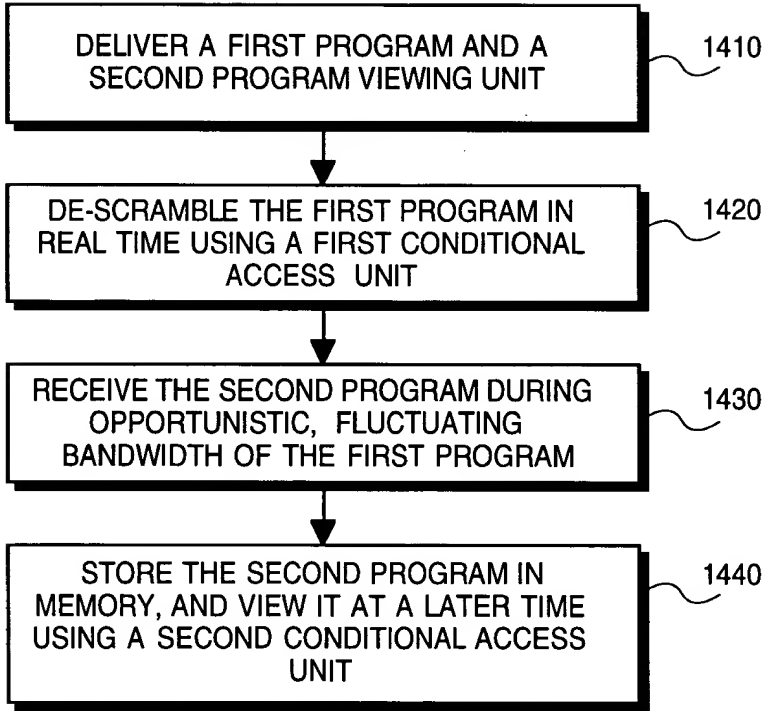 DELIVER A FIRST PROGRAM AND A
SECOND PROGRAM VIEWING UNIT
1410
DE-SCRAMBLE THE FIRST PROGRAM IN
REAL TIME USING A FIRST CONDITIONAL
ACCESS UNIT
1420
RECEIVE THE SECOND PROGRAM DURING
OPPORTUNISTIC, FLUCTUATING
BANDWIDTH OF THE FIRST PROGRAM
1430
STORE THE SECOND PROGRAM IN
MEMORY, AND VIEW IT AT A LATER TIME
USING A SECOND CONDITIONAL ACCESS
UNIT
1440